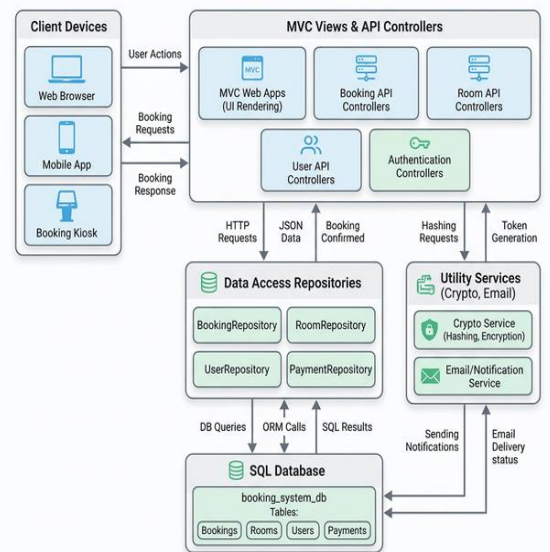 Client Devices
Web Browser
Mobile App
Booking Kiosk
User Actions
Booking
Requests
Booking
Response
MVC Views & API Controllers
MVC
MVC Web Apps
(UI Rendering)
Booking API
Controllers
Room API
Controllers
User API
Controllers
Authentication
Controllers
HTTP
Requests
JSON
Data
Booking
Confirmed
Hashing
Requests
Token
Generation
Data Access Repositories
BookingRepository
RoomRepository
UserRepository
PaymentRepository
Utility Services
(Crypto, Email)
Crypto Service
(Hashing, Encryption)
Email/Notification
Service
DB Queries
ORM Calls
SQL Results
Sending
Notifications
Email
Delivery
status
SQL Database
booking_system_db
Tables:
Bookings
Rooms
Users
Payments